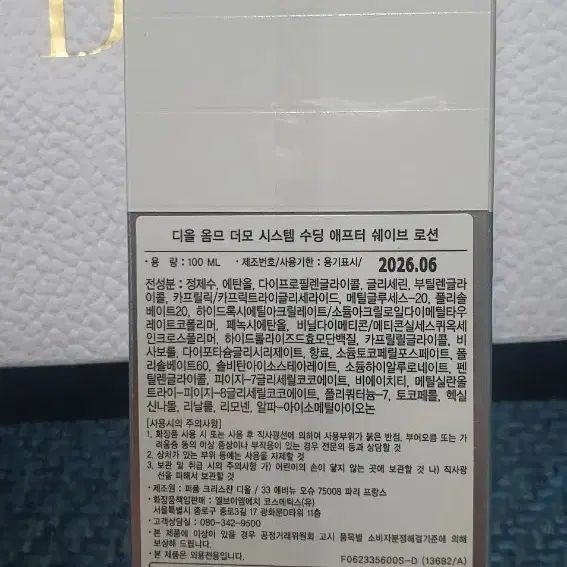 D
디올 옴므 더모 시스템 수딩 애프터 쉐이브 로션
· 용 량 : 100 ML · 제조번호/사용기한 : 용기표시/ 2026.06
전성분 : 정제수, 에탄올, 다이프로필렌글라이콜, 글리세린, 부틸렌글라
이콜, 카프릴릭/카프릭트라이글리세라이드, 메틸글루세스-20, 폴리솔
베이트20, 하이드록시에틸아크릴레이트/소듐아크릴로일다이메틸타우
레이트코폴리머, 페녹시에탄올, 비닐다이메티콘/메티콘실세스퀴옥세
인크로스폴리머, 하이드롤라이즈드효모단백질, 카프릴릴글라이콜, 비
사보롤, 다이포타슘글리시리제이트, 향료, 소듐토코페릴포스페이트, 폴
리솔베이트60, 솔비탄아이소스테아레이트, 소듐하이알루로네이트, 펜
틸렌글라이콜, 피이지-7글리세릴코코에이트, 비에이치티, 메틸실란올
트라이-피이지-8글리세릴코코에이트, 폴리쿼터늄-7, 토코페롤, 헥실
신나몰, 리날룰, 리모넨, 알파-아이소메틸아이오논
[사용시의 주의사항]
1. 화장품 사용 시 또는 사용 후 직사광선에 의하여 사용부위가 붉은 반점, 부어오름 또는 가
려움증 등의 이상 증상이나 부작용이 있는 경우 전문의 등과 상담할 것
2. 상처가 있는 부위 등에는 사용을 자제할 것
3. 보관 및 취급 시의 주의사항 가) 어린이의 손이 닿지 않는 곳에 보관할 것 나) 직사광
선을 피해서 보관할 것
· 제조원 : 퍼퓸 크리스챤 디올 / 33 애비뉴 오슈 75008 파리 프랑스
· 화장품책임판매 : 엘브이엠에치 코스메틱스(유)
서울특별시 종로구 종로3길 17 광화문D타워 11층
· 고객상담실 : 080-342-9500
· 본 제품에 이상이 있을 경우 공정거래위원회 고시 품목별 소비자분쟁해결기준에 의해
보상해 드립니다.
· 본 제품은 의용전용입니다. F062335600S-D (13682/A)